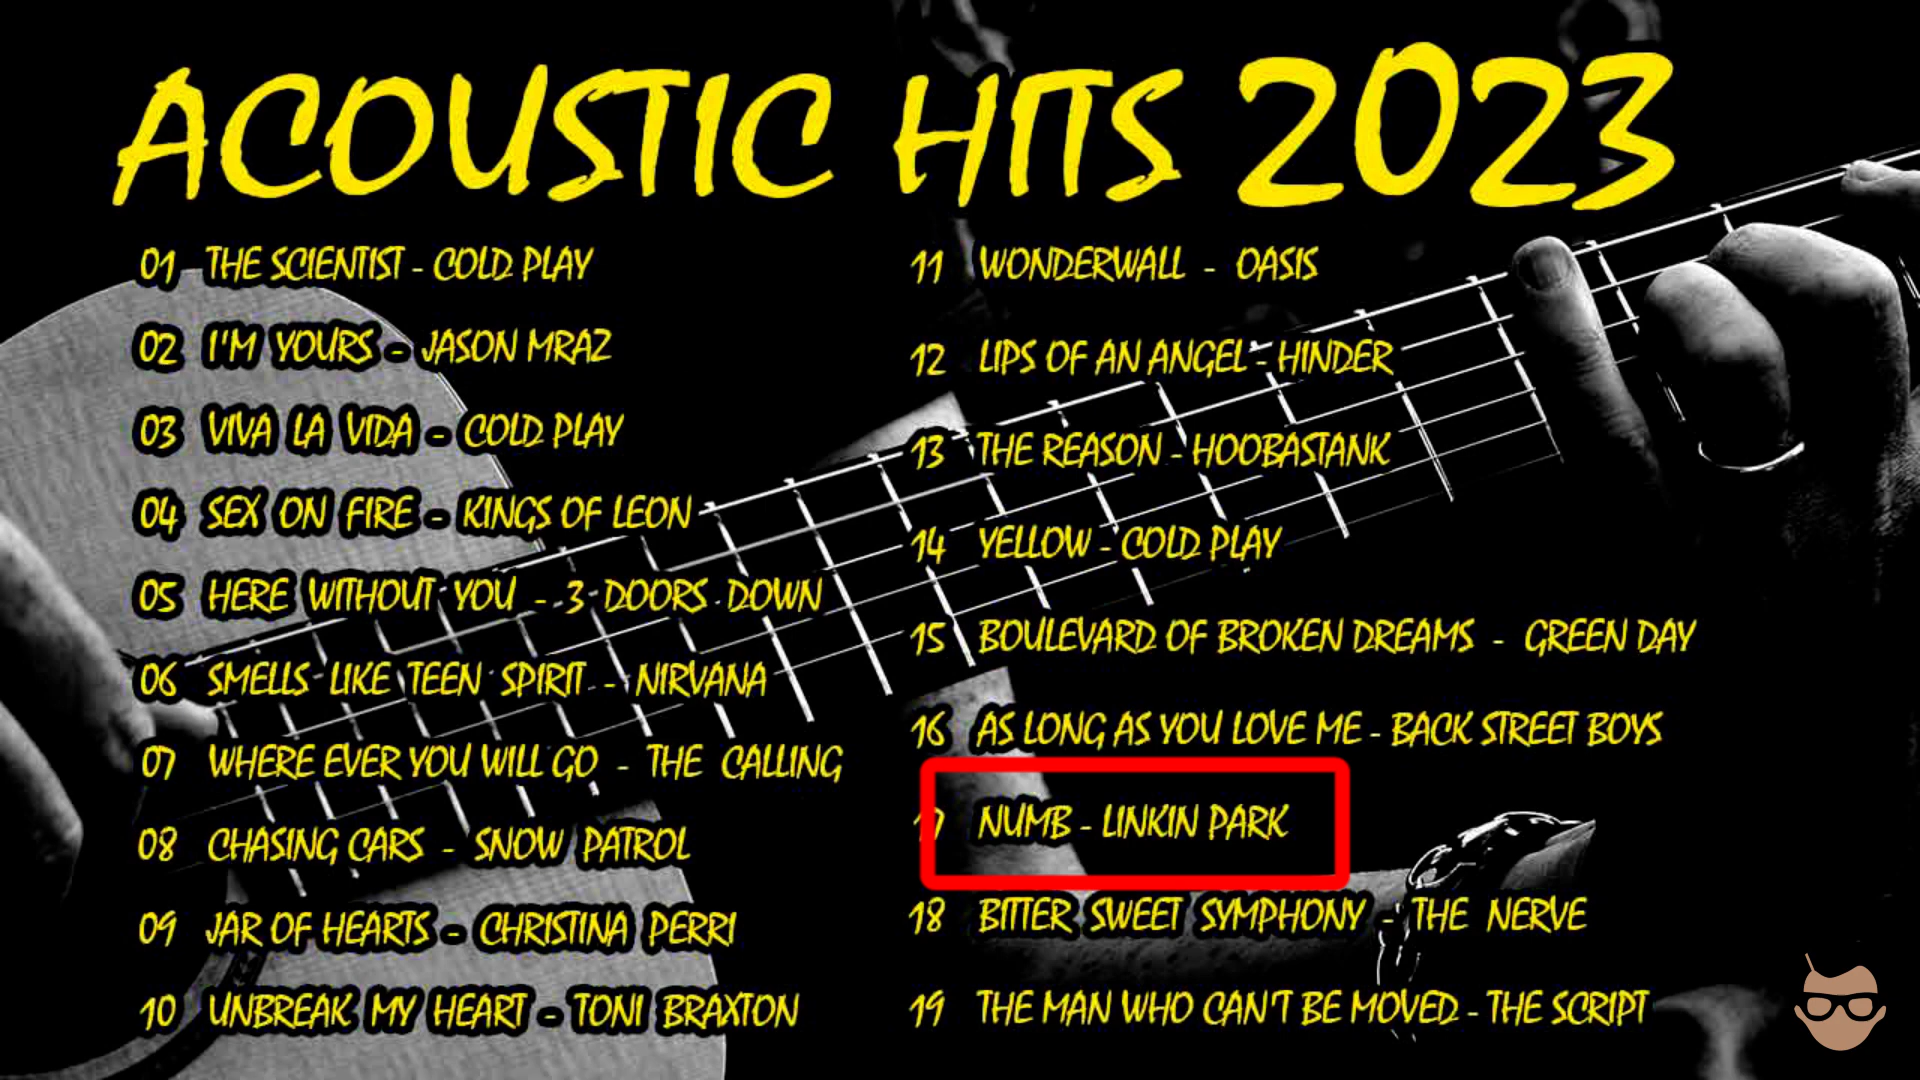 ACOUSTIC HITS 2023
01 THE SCIENTIST - COLD PLAY
02 I'M YOURS - JASON MRAZ
03 VIVA LA VIDA - COLD PLAY
04 SEX ON FIRE - KINGS OF LEON
05 HERE WITHOUT YOU - 3 DOORS DOWN
06 SMELLS LIKE TEEN SPIRIT - NIRVANA
07 WHERE EVER YOU WILL GO - THE CALLING
08 CHASING CARS - SNOW PATROL
09 JAR OF HEARTS - CHRISTINA PERRI
10 UNBREAK MY HEART - TONI BRAXTON
11 WONDERWALL - OASIS
12 LIPS OF AN ANGEL - HINDER
13 THE REASON - HOOBASTANK
14 YELLOW - COLD PLAY
15 BOULEVARD OF BROKEN DREAMS - GREEN DAY
16 AS LONG AS YOU LOVE ME - BACK STREET BOYS
17 NUMB - LINKIN PARK
18 BITTER SWEET SYMPHONY - THE NERVE
19 THE MAN WHO CAN'T BE MOVED - THE SCRIPT